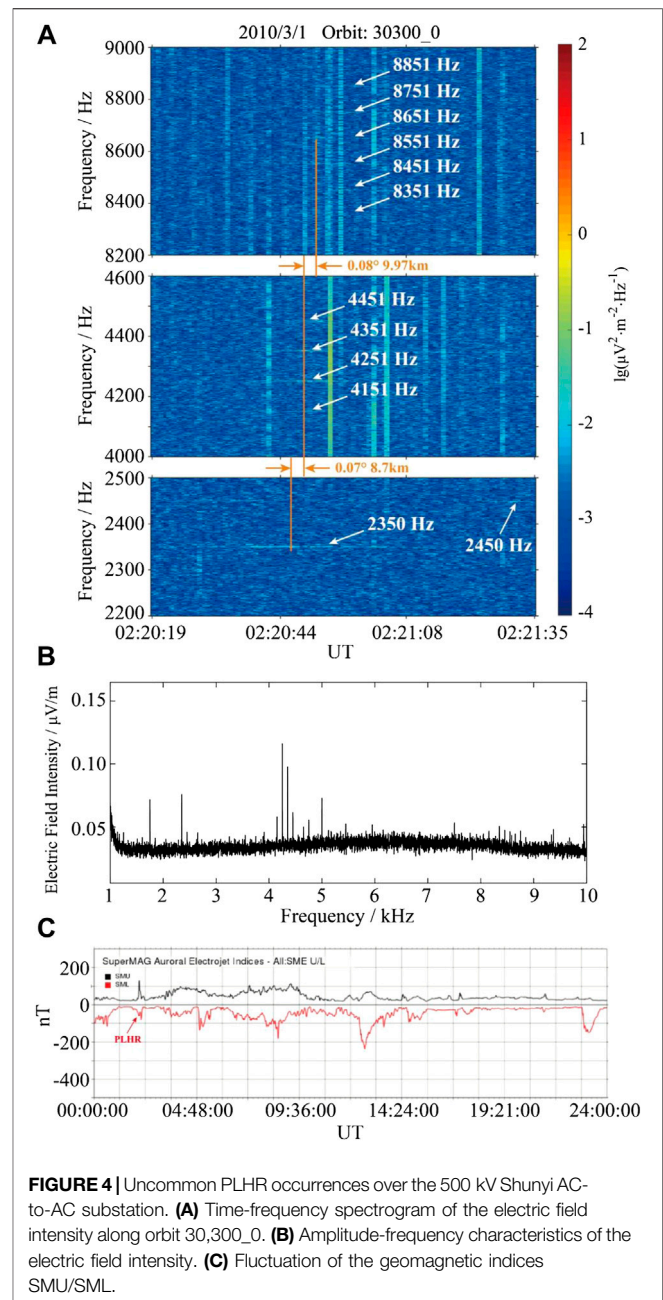 A
2010/3/1 Orbit: 30300_0
9000
8800
8600
8400
8200
Frequency / Hz
8851 Hz
8751 Hz
8651 Hz
8551 Hz
8451 Hz
8351 Hz
0.08° 9.97km
4600
4400
4200
4000
Frequency / Hz
4451 Hz
4351 Hz
4251 Hz
4151 Hz
0.07° 8.7km
2500
2400
2300
2200
Frequency / Hz
2350 Hz
2450 Hz
02:20:19 02:20:44 02:21:08 02:21:35
UT
2
1
0
-1
-2
-3
-4
lg(μV²·m⁻²·Hz⁻¹)
B
0.15
0.10
0.05
Electric Field Intensity / μV/m
1 2 3 4 5 6 7 8 9 10
Frequency / kHz
C
SuperMAG Auroral Electrojet Indices - All:SME U/L
SMU
SML
200
0
-200
-400
nT
PLHR
00:00:00 04:48:00 09:36:00 14:24:00 19:21:00 24:00:00
UT
FIGURE 4 | Uncommon PLHR occurrences over the 500 kV Shunyi AC-
to-AC substation. (A) Time-frequency spectrogram of the electric field
intensity along orbit 30,300_0. (B) Amplitude-frequency characteristics of the
electric field intensity. (C) Fluctuation of the geomagnetic indices
SMU/SML.